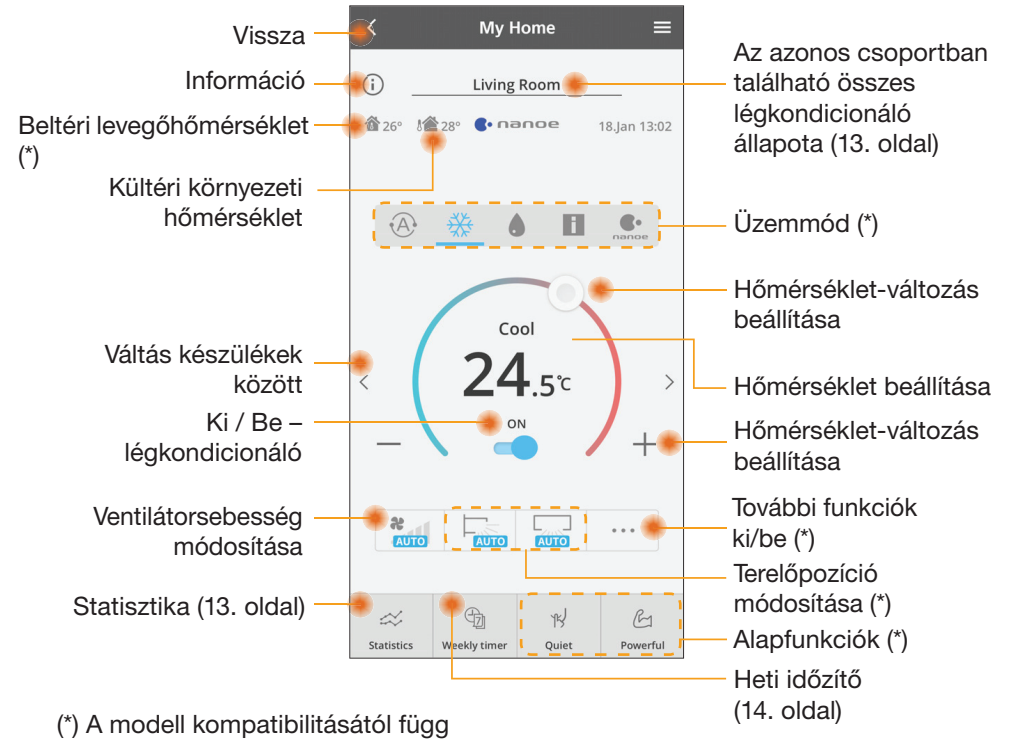 Vissza
Információ
Beltéri levegőhőmérséklet
(*)
Kültéri környezeti
hőmérséklet
Váltás készülékek
között
Ki / Be –
légkondicionáló
Ventilátorsebesség
módosítása
Statisztika (13. oldal)
My Home
Living Room
26°
28°
nanoe
18.Jan 13:02
A
i
nanoe
Cool
24.5℃
ON
AUTO
AUTO
AUTO
Statistics
7
Weekly timer
Quiet
Powerful
Az azonos csoportban
található összes
légkondicionáló
állapota (13. oldal)
Üzemmód (*)
Hőmérséklet-változás
beállítása
Hőmérséklet beállítása
Hőmérséklet-változás
beállítása
További funkciók
ki/be (*)
Terelőpozíció
módosítása (*)
Alapfunkciók (*)
Heti időzítő
(14. oldal)
(*) A modell kompatibilitásától függ